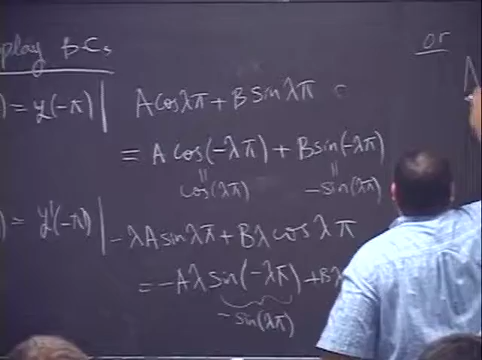 play B.C.s
or
) = y(-π) | A cos λπ + B sin λπ
= A cos(-λπ) + B sin(-λπ)
= cos(λπ) = -sin(λπ)
) = y'(-π) | -λA sin λπ + Bλ cos λπ
= -Aλ sin(-λπ) + Bλ
-sin(λπ)